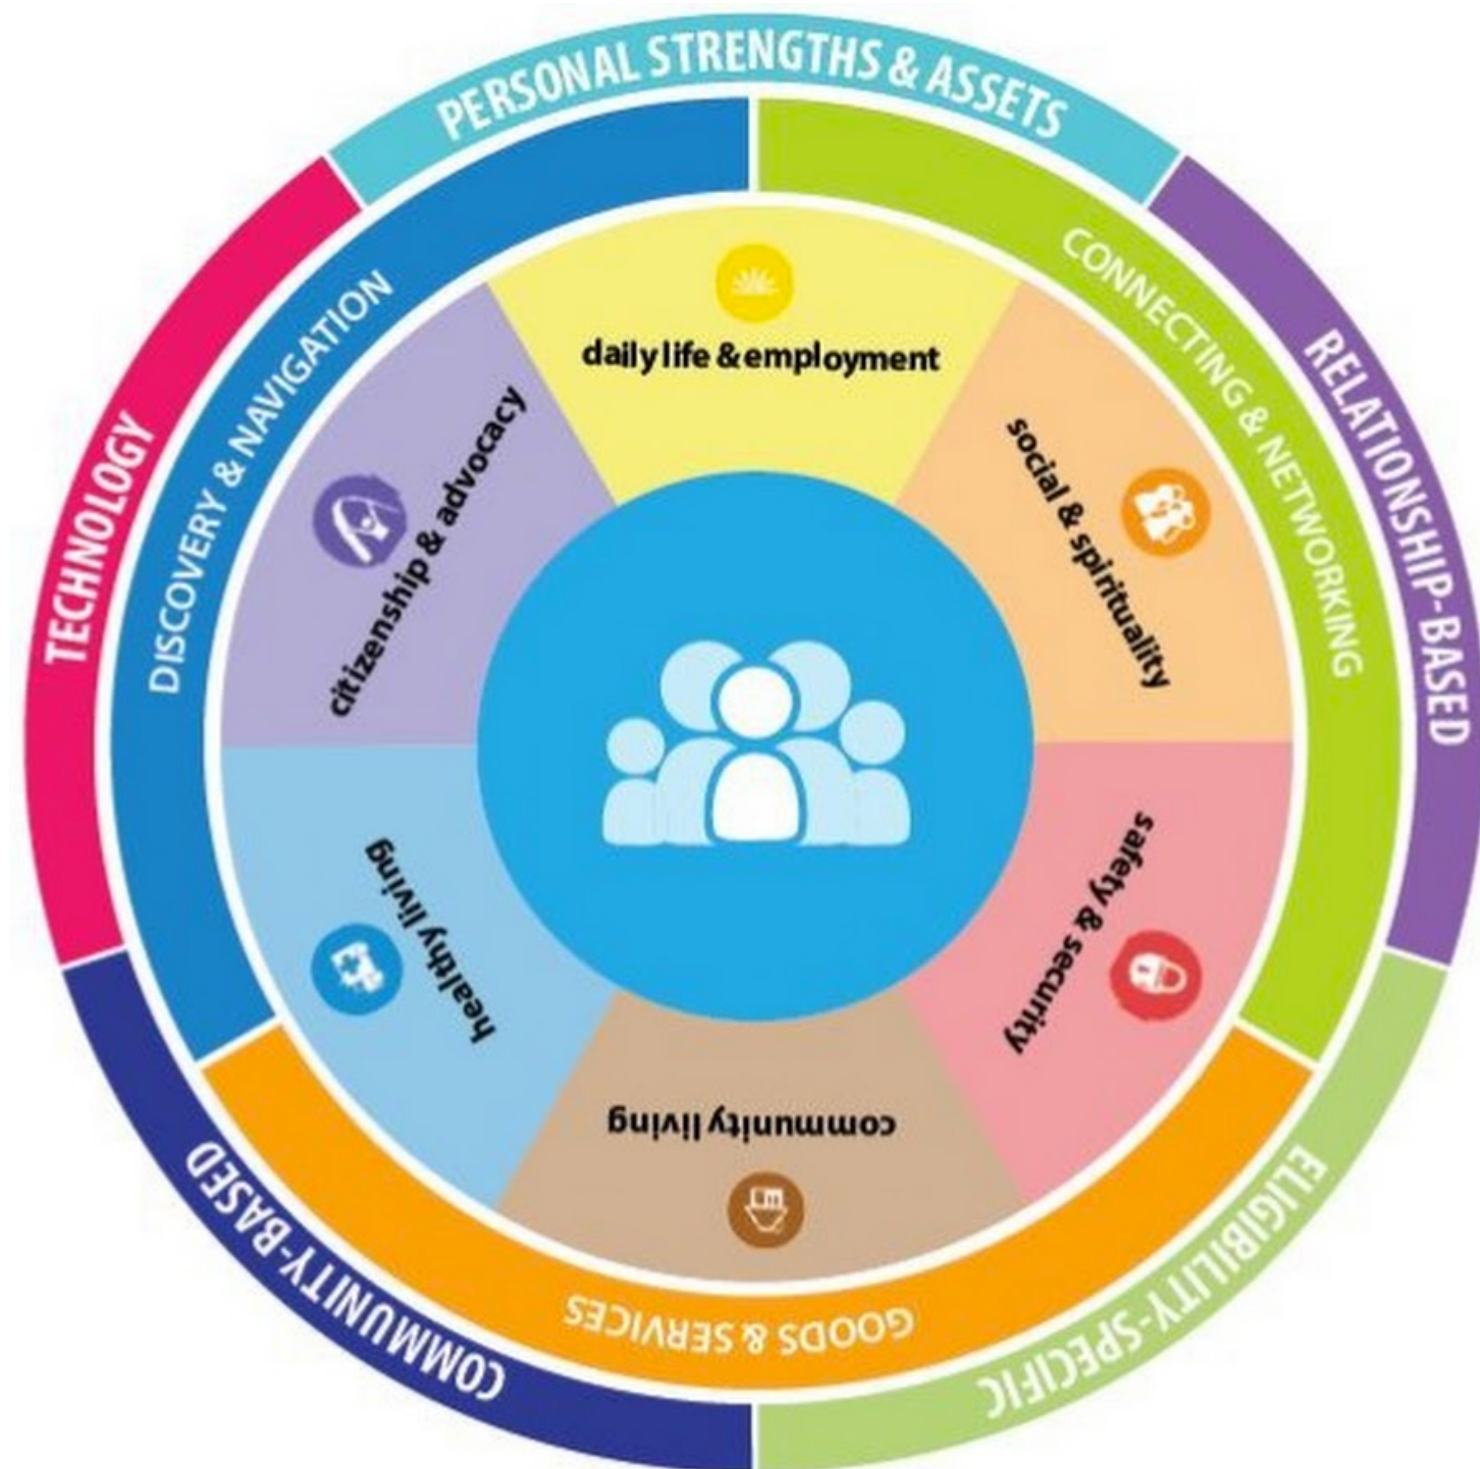 PERSONAL STRENGTHS & ASSETS
RELATIONSHIP-BASED
ELIGIBILITY-SPECIFIC
COMMUNITY-BASED
TECHNOLOGY
DISCOVERY & NAVIGATION
CONNECTING & NETWORKING
GOODS & SERVICES
daily life & employment
social & spirituality
safety & security
community living
healthy living
citizenship & advocacy